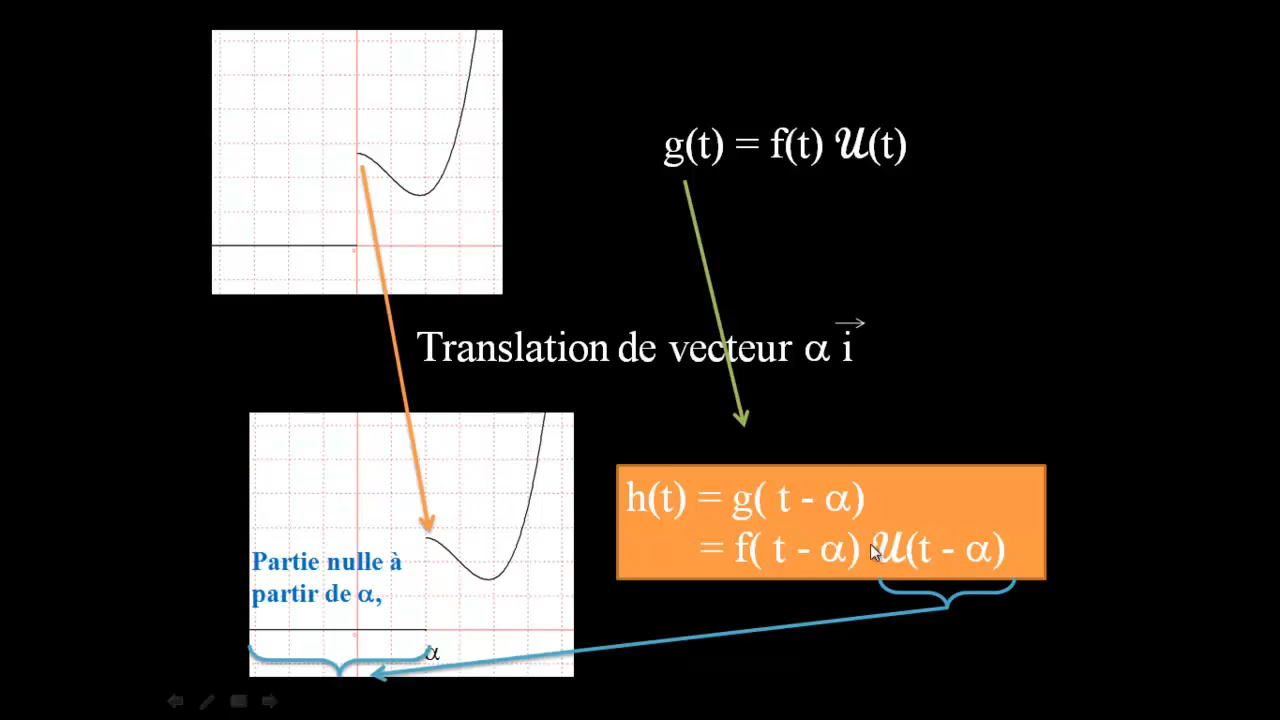 g(t) = f(t) 𝓤(t)
Translation de vecteur α i⃗
h(t) = g( t - α)
= f( t - α) 𝓤(t - α)
Partie nulle à
partir de α,
α